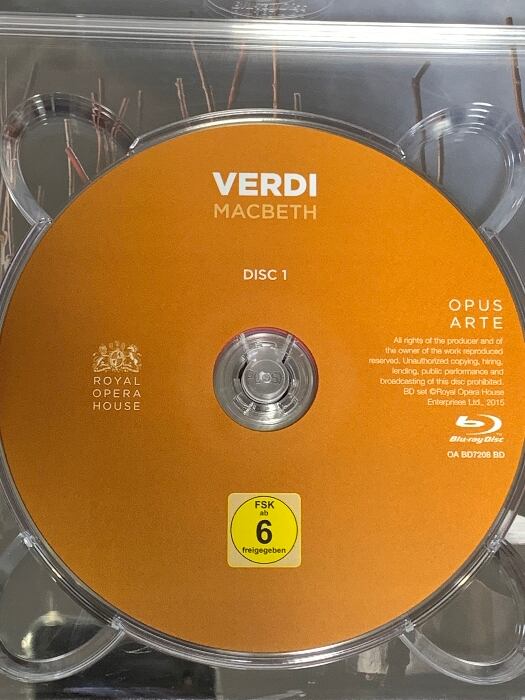 VERDI
MACBETH
DISC 1
OPUS
ARTE
All rights of the producer and of
the owner of the work reproduced
reserved. Unauthorized copying, hiring,
lending, public performance and
broadcasting of this disc prohibited.
BD set ©Royal Opera House
Enterprises Ltd., 2015
ROYAL
OPERA
HOUSE
Blu-ray Disc
OA BD7208 BD
FSK
ab
6
freigegeben